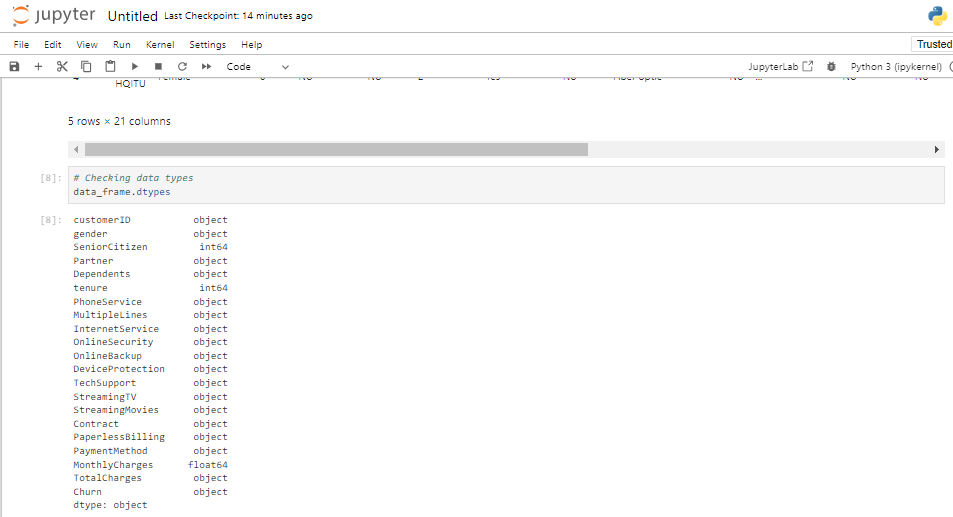 jupyter Untitled Last Checkpoint: 14 minutes ago
File Edit View Run Kernel Settings Help Trusted
Code JupyterLab Python 3 (ipykernel)
HQITU
5 rows × 21 columns
[8]: # Checking data types
data_frame.dtypes
[8]: customerID object
gender object
SeniorCitizen int64
Partner object
Dependents object
tenure int64
PhoneService object
MultipleLines object
InternetService object
OnlineSecurity object
OnlineBackup object
DeviceProtection object
TechSupport object
StreamingTV object
StreamingMovies object
Contract object
PaperlessBilling object
PaymentMethod object
MonthlyCharges float64
TotalCharges object
Churn object
dtype: object